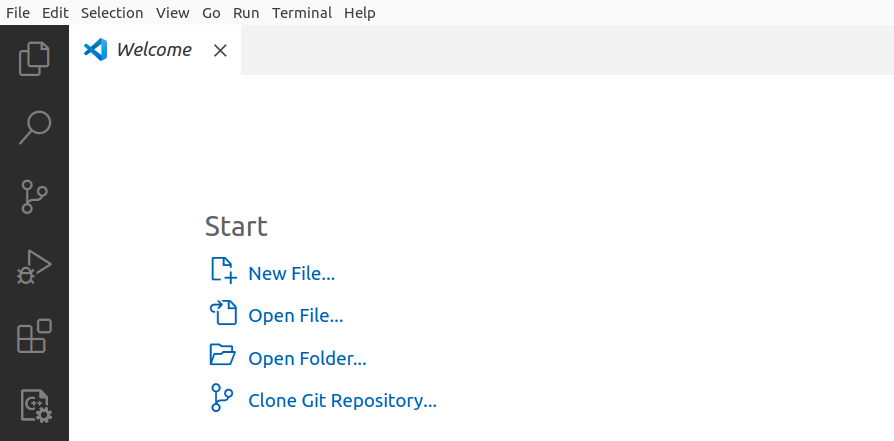 File Edit Selection View Go Run Terminal Help
Welcome
Start
New File...
Open File...
Open Folder...
Clone Git Repository...
C++